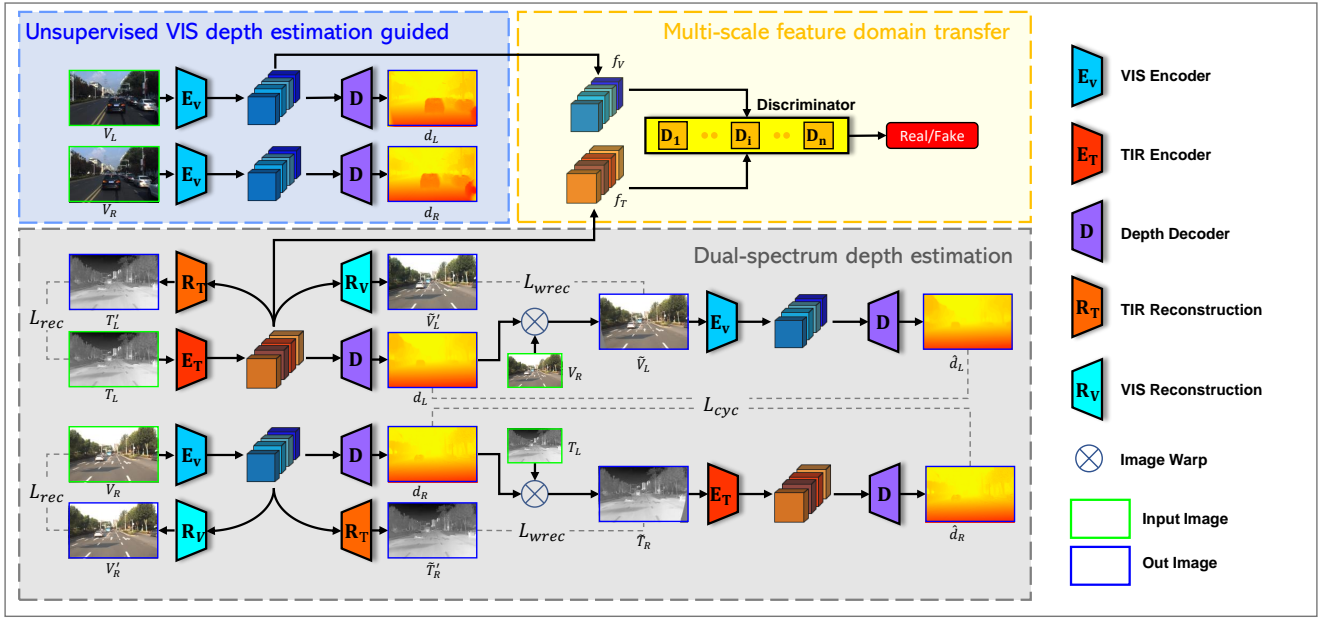 Unsupervised VIS depth estimation guided
V_L
E_v
D
d_L
V_R
E_v
D
d_R
Multi-scale feature domain transfer
f_V
Discriminator
D_1 D_i D_n
Real/Fake
f_T
Dual-spectrum depth estimation
L_rec
T'_L
R_T
R_V
Ṽ'_L
L_wrec
T_L
E_T
D
d_L
V_R
Ṽ_L
E_v
D
d̂_L
L_cyc
L_rec
V_R
E_v
D
d_R
T_L
V'_R
R_V
R_T
T̃'_R
L_wrec
T̃_R
E_T
D
d̂_R
E_v VIS Encoder
E_T TIR Encoder
D Depth Decoder
R_T TIR Reconstruction
R_V VIS Reconstruction
Image Warp
Input Image
Out Image